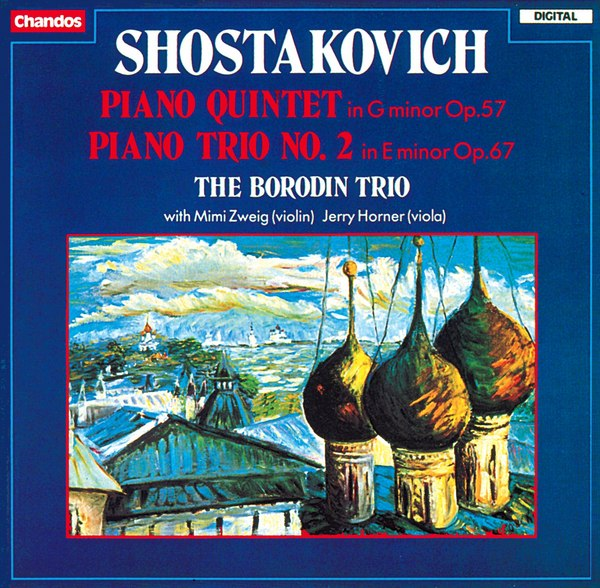 Chandos
DIGITAL
SHOSTAKOVICH
PIANO QUINTET in G minor Op.57
PIANO TRIO NO. 2 in E minor Op.67
THE BORODIN TRIO
with Mimi Zweig (violin) Jerry Horner (viola)